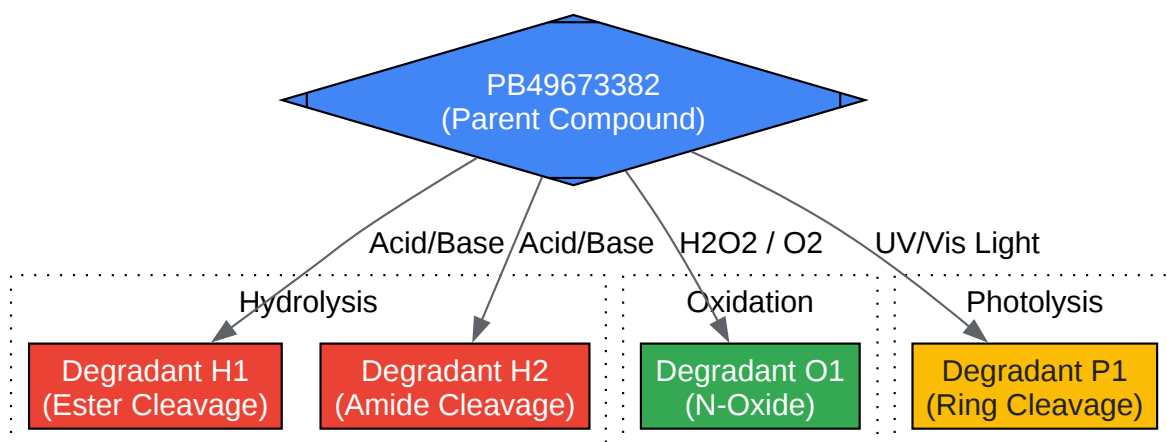 PB49673382
(Parent Compound)
Acid/Base
Acid/Base
H2O2 / O2
UV/Vis Light
Hydrolysis
Oxidation
Photolysis
Degradant H1
(Ester Cleavage)
Degradant H2
(Amide Cleavage)
Degradant O1
(N-Oxide)
Degradant P1
(Ring Cleavage)